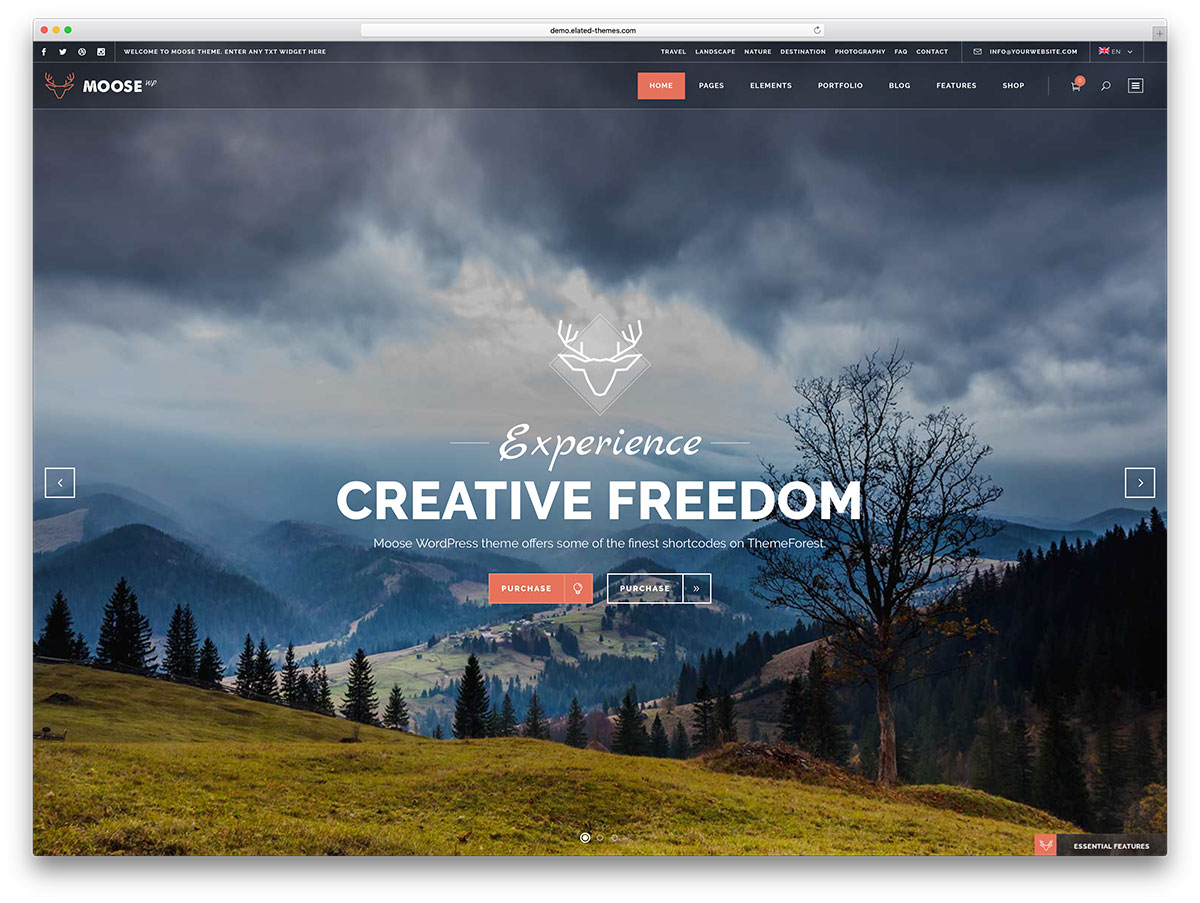 demo.elated-themes.com
WELCOME TO MOOSE THEME. ENTER ANY TXT WIDGET HERE
TRAVEL LANDSCAPE NATURE DESTINATION PHOTOGRAPHY FAQ CONTACT
INFO@YOURWEBSITE.COM
EN
MOOSE wp
HOME PAGES ELEMENTS PORTFOLIO BLOG FEATURES SHOP
0
Experience
CREATIVE FREEDOM
Moose WordPress theme offers some of the finest shortcodes on ThemeForest
PURCHASE PURCHASE
ESSENTIAL FEATURES